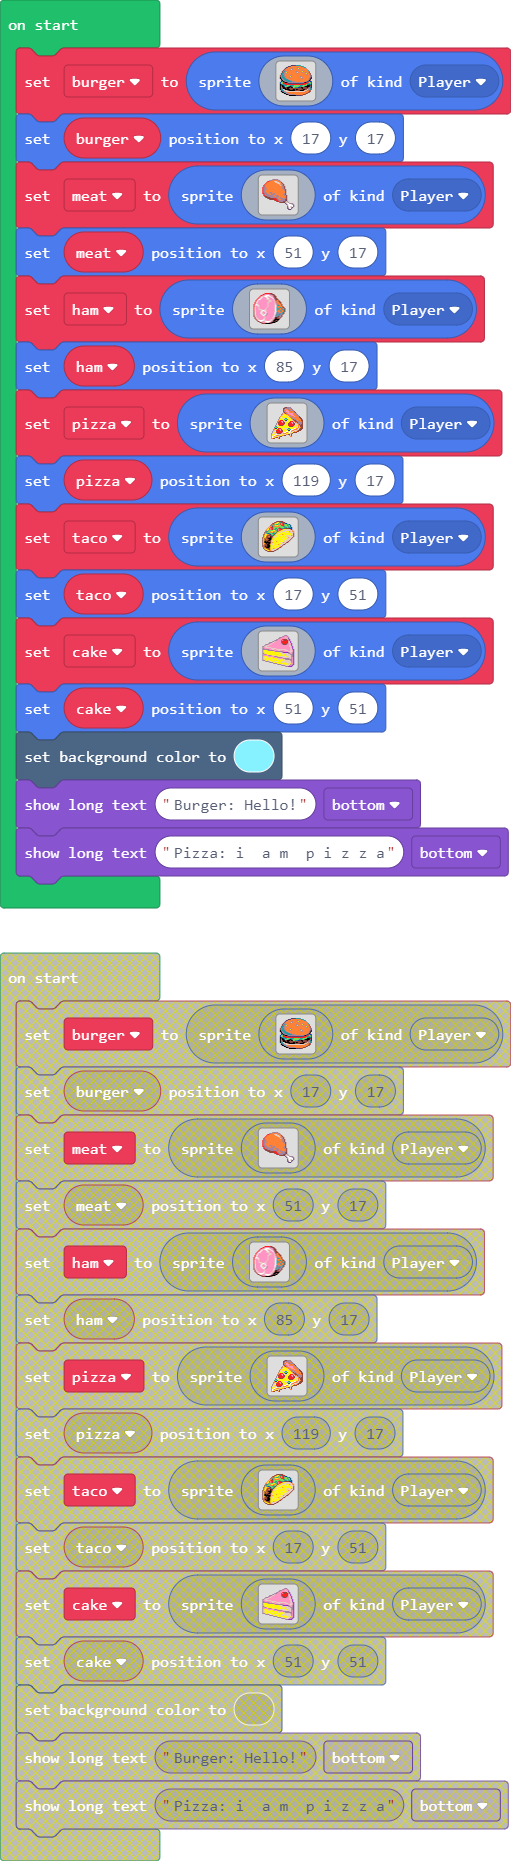 on start
set burger to sprite of kind Player
set burger position to x 17 y 17
set meat to sprite of kind Player
set meat position to x 51 y 17
set ham to sprite of kind Player
set ham position to x 85 y 17
set pizza to sprite of kind Player
set pizza position to x 119 y 17
set taco to sprite of kind Player
set taco position to x 17 y 51
set cake to sprite of kind Player
set cake position to x 51 y 51
set background color to
show long text "Burger: Hello!" bottom
show long text "Pizza: i  a m  p i z z a" bottom
on start
set burger to sprite of kind Player
set burger position to x 17 y 17
set meat to sprite of kind Player
set meat position to x 51 y 17
set ham to sprite of kind Player
set ham position to x 85 y 17
set pizza to sprite of kind Player
set pizza position to x 119 y 17
set taco to sprite of kind Player
set taco position to x 17 y 51
set cake to sprite of kind Player
set cake position to x 51 y 51
set background color to
show long text "Burger: Hello!" bottom
show long text "Pizza: i  a m  p i z z a" bottom